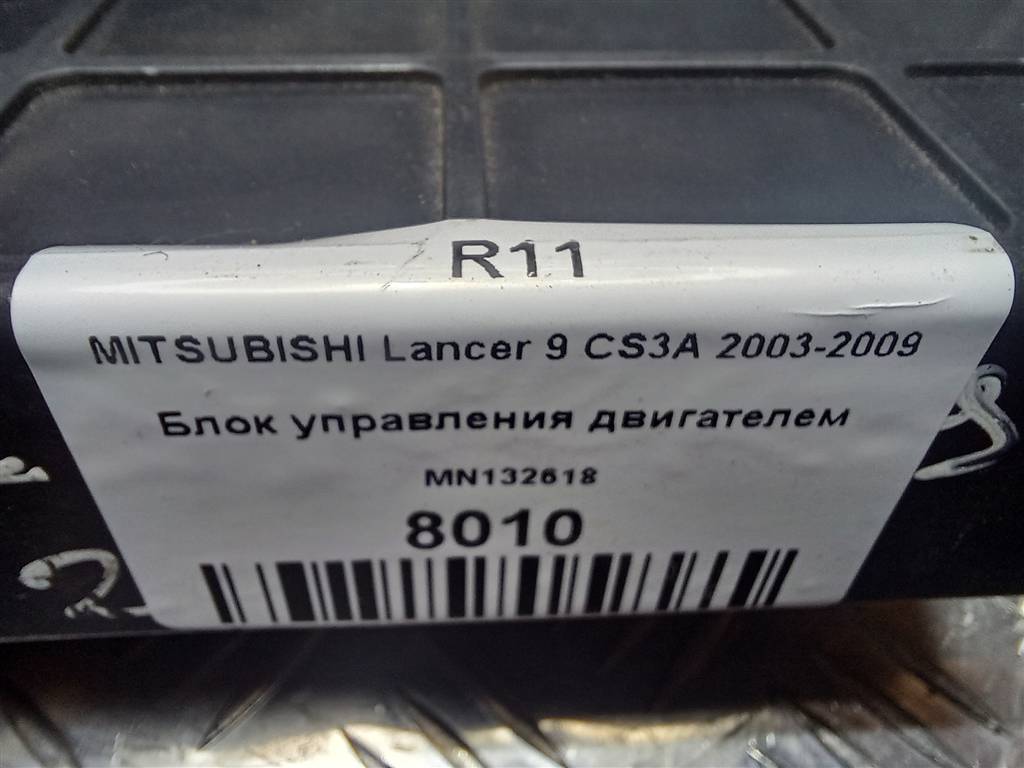 R11
MITSUBISHI Lancer 9 CS3A 2003-2009
Блок управления двигателем
MN132618
8010